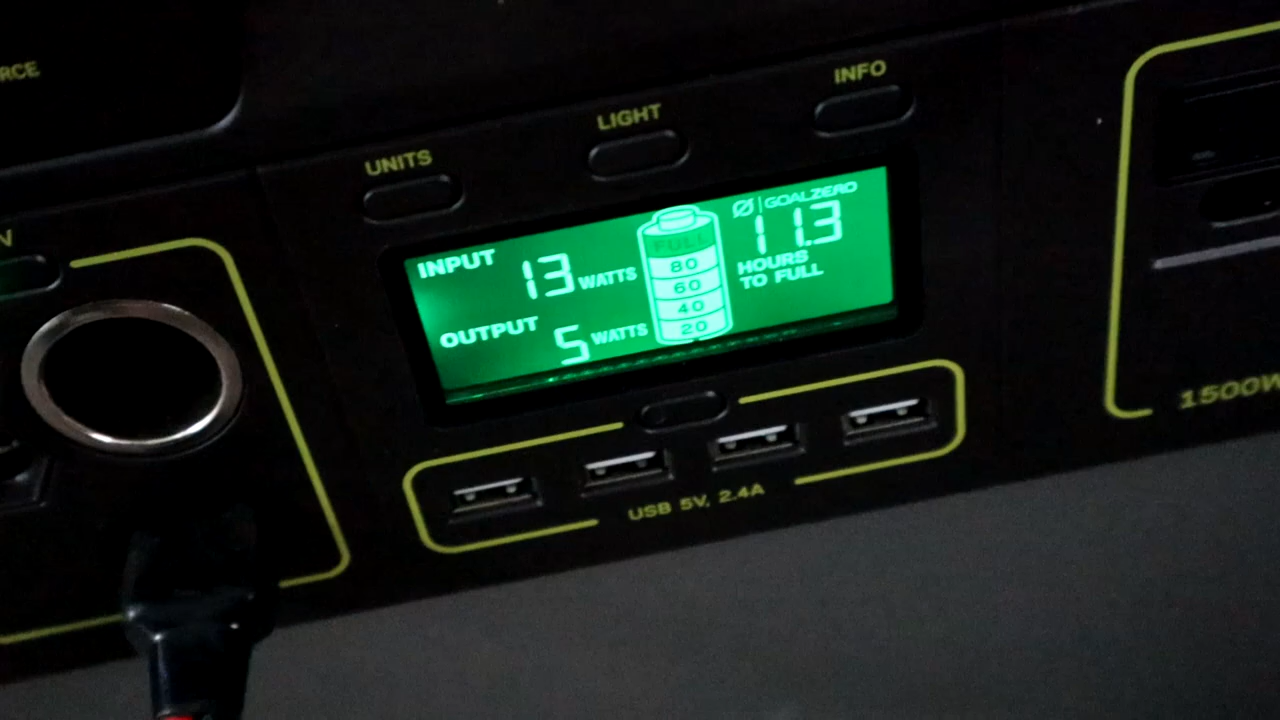 RCE
UNITS
LIGHT
INFO
N
INPUT
13 WATTS
OUTPUT
5 WATTS
FULL
80
60
40
20
GOALZERO
11.3
HOURS
TO FULL
USB 5V, 2.4A
1500W